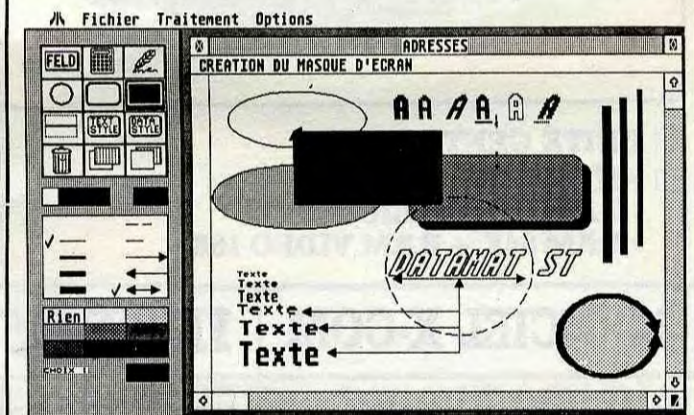 Fichier Traitement Options
ADRESSES
FELD
CREATION DU MASQUE D'ECRAN
A A A A A A
TEXT STYLE DATA STYLE
DATAMAT ST
Texte
Texte
Texte
Texte
Texte
Texte
Rien
CHOIX :